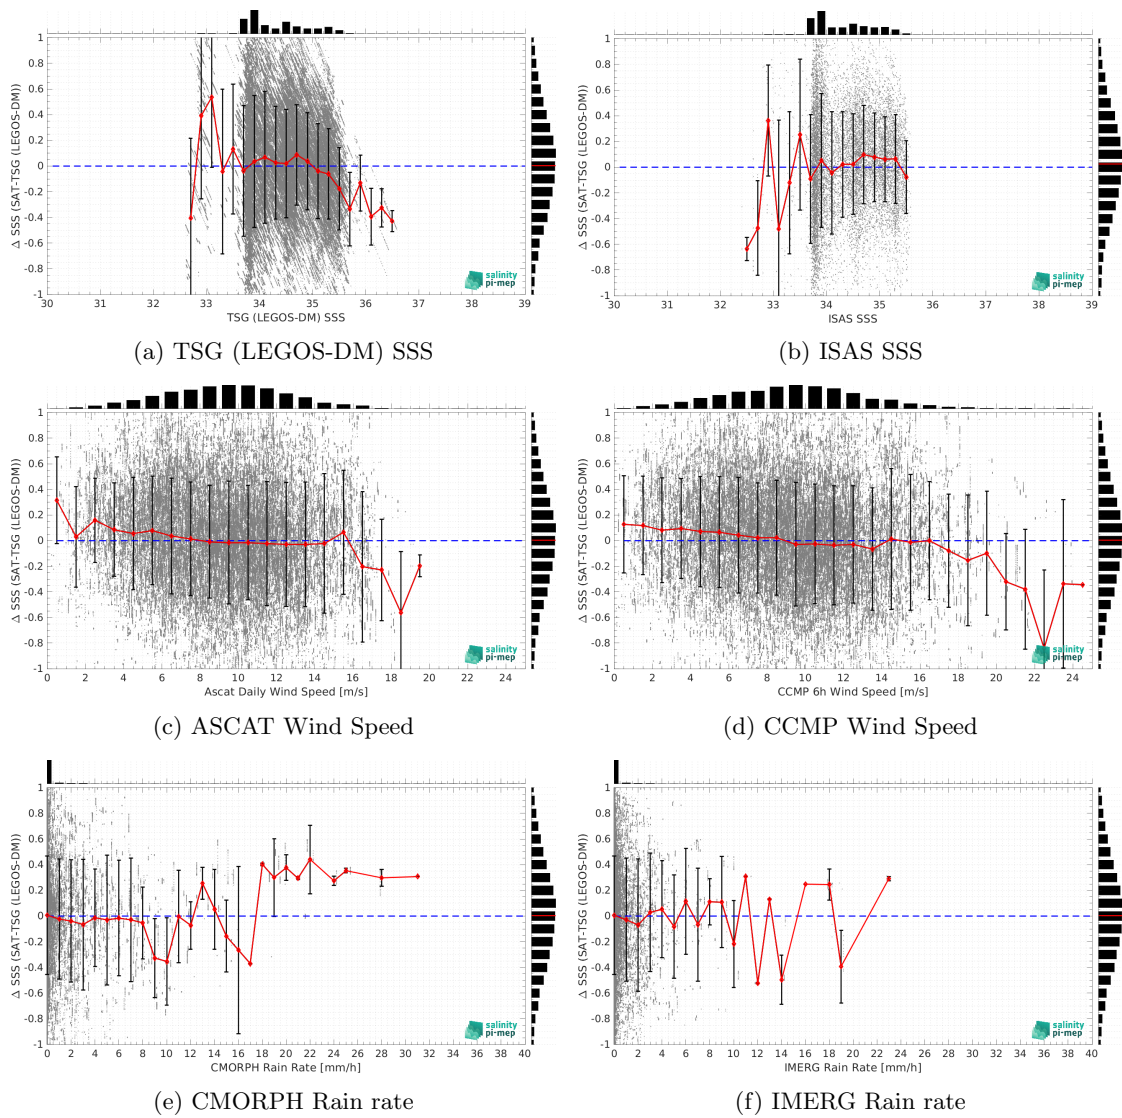 1
0.8
0.6
0.4
0.2
0
-0.2
-0.4
-0.6
-0.8
-1
Δ SSS (SAT-TSG (LEGOS-DM))
30 31 32 33 34 35 36 37 38 39
TSG (LEGOS-DM) SSS
salinity
pi-mep
(a) TSG (LEGOS-DM) SSS
1
0.8
0.6
0.4
0.2
0
-0.2
-0.4
-0.6
-0.8
-1
Δ SSS (SAT-TSG (LEGOS-DM))
30 31 32 33 34 35 36 37 38 39
ISAS SSS
salinity
pi-mep
(b) ISAS SSS
1
0.8
0.6
0.4
0.2
0
-0.2
-0.4
-0.6
-0.8
-1
Δ SSS (SAT-TSG (LEGOS-DM))
0 2 4 6 8 10 12 14 16 18 20 22 24
Ascat Daily Wind Speed [m/s]
salinity
pi-mep
(c) ASCAT Wind Speed
1
0.8
0.6
0.4
0.2
0
-0.2
-0.4
-0.6
-0.8
-1
Δ SSS (SAT-TSG (LEGOS-DM))
0 2 4 6 8 10 12 14 16 18 20 22 24
CCMP 6h Wind Speed [m/s]
salinity
pi-mep
(d) CCMP Wind Speed
1
0.8
0.6
0.4
0.2
0
-0.2
-0.4
-0.6
-0.8
-1
Δ SSS (SAT-TSG (LEGOS-DM))
0 2 4 6 8 10 12 14 16 18 20 22 24 26 28 30 32 34 36 38 40
CMORPH Rain Rate [mm/h]
salinity
pi-mep
(e) CMORPH Rain rate
1
0.8
0.6
0.4
0.2
0
-0.2
-0.4
-0.6
-0.8
-1
Δ SSS (SAT-TSG (LEGOS-DM))
0 2 4 6 8 10 12 14 16 18 20 22 24 26 28 30 32 34 36 38 40
IMERG Rain Rate [mm/h]
salinity
pi-mep
(f) IMERG Rain rate